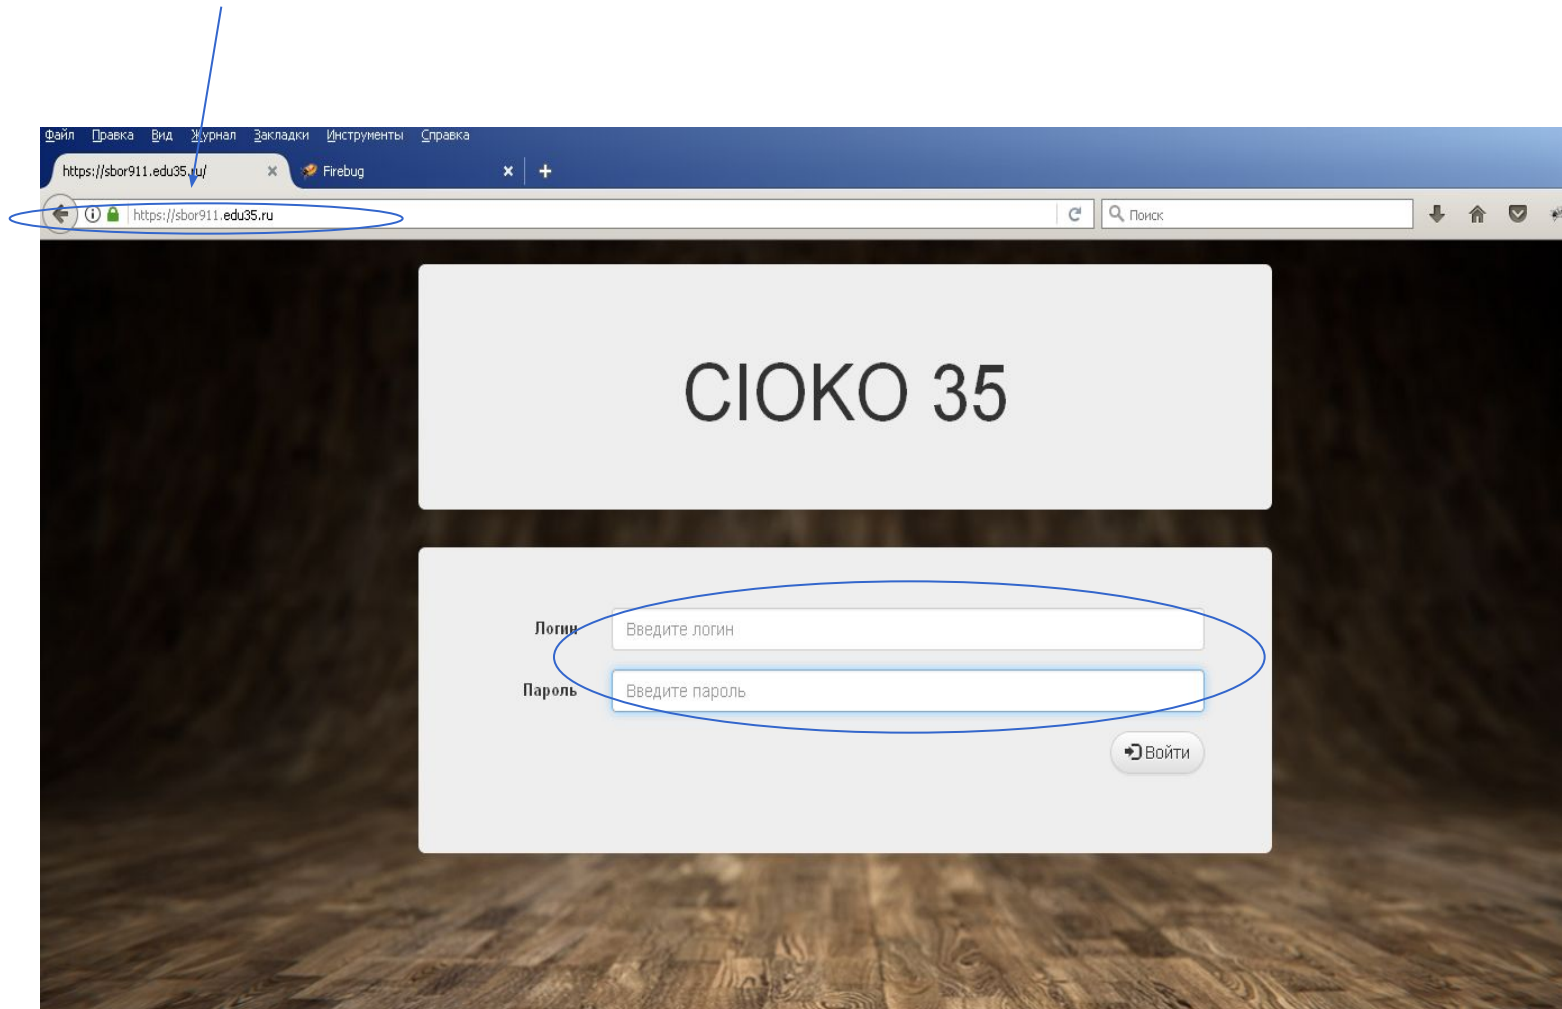 Файл Правка Вид Журнал Закладки Инструменты Справка
https://sbor911.edu35.ru/ Firebug
https://sbor911.edu35.ru Поиск
CIOKO 35
Логин Введите логин
Пароль Введите пароль
Войти